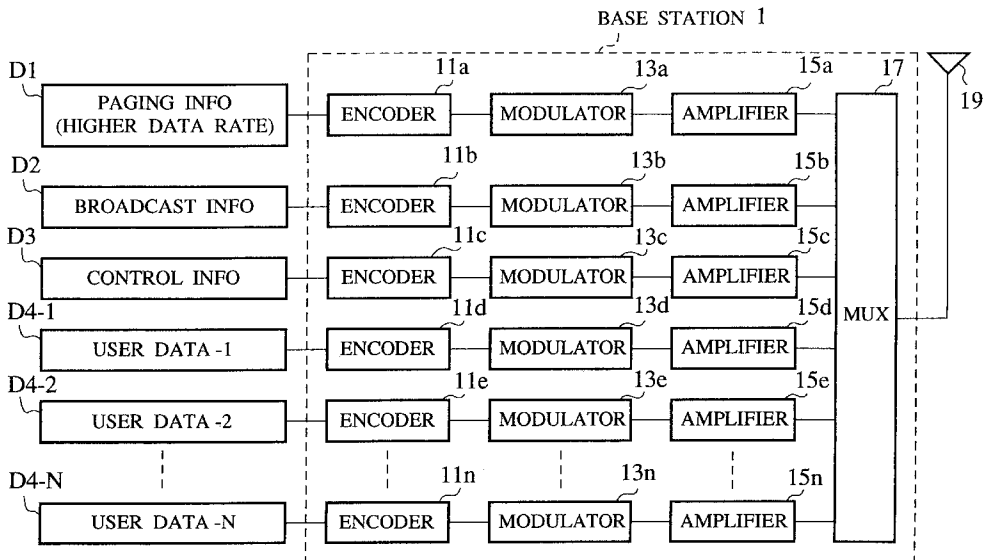 BASE STATION 1
D1 11a 13a 15a 17 19
PAGING INFO
(HIGHER DATA RATE)
ENCODER MODULATOR AMPLIFIER
D2 11b 13b 15b
BROADCAST INFO ENCODER MODULATOR AMPLIFIER
D3 11c 13c 15c
CONTROL INFO ENCODER MODULATOR AMPLIFIER
MUX
D4-1 11d 13d 15d
USER DATA -1 ENCODER MODULATOR AMPLIFIER
D4-2 11e 13e 15e
USER DATA -2 ENCODER MODULATOR AMPLIFIER
D4-N 11n 13n 15n
USER DATA -N ENCODER MODULATOR AMPLIFIER